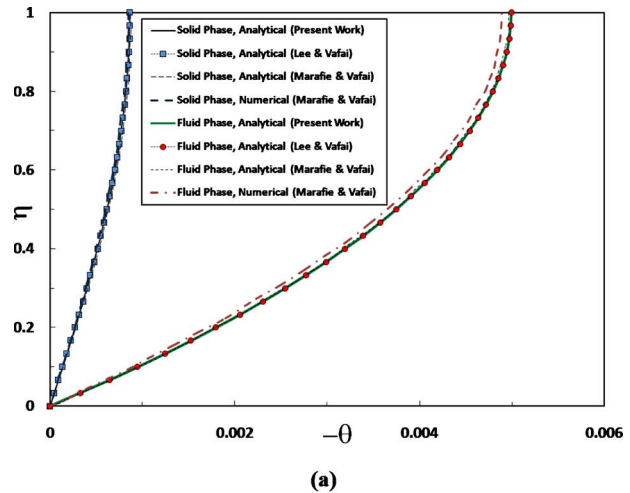 1
Solid Phase, Analytical (Present Work)
Solid Phase, Analytical (Lee & Vafai)
Solid Phase, Analytical (Marafie & Vafai)
Solid Phase, Numerical (Marafie & Vafai)
Fluid Phase, Analytical (Present Work)
Fluid Phase, Analytical (Lee & Vafai)
Fluid Phase, Analytical (Marafie & Vafai)
Fluid Phase, Numerical (Marafie & Vafai)
0.8
0.6
η
0.4
0.2
0
0 0.002 −θ 0.004 0.006
(a)